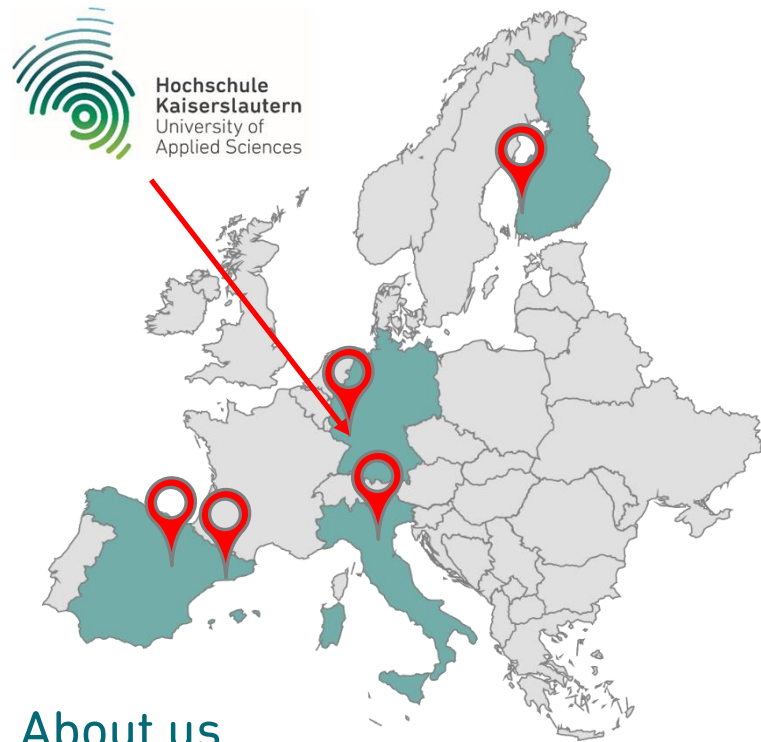 Hochschule
Kaiserslautern
University of
Applied Sciences
About us